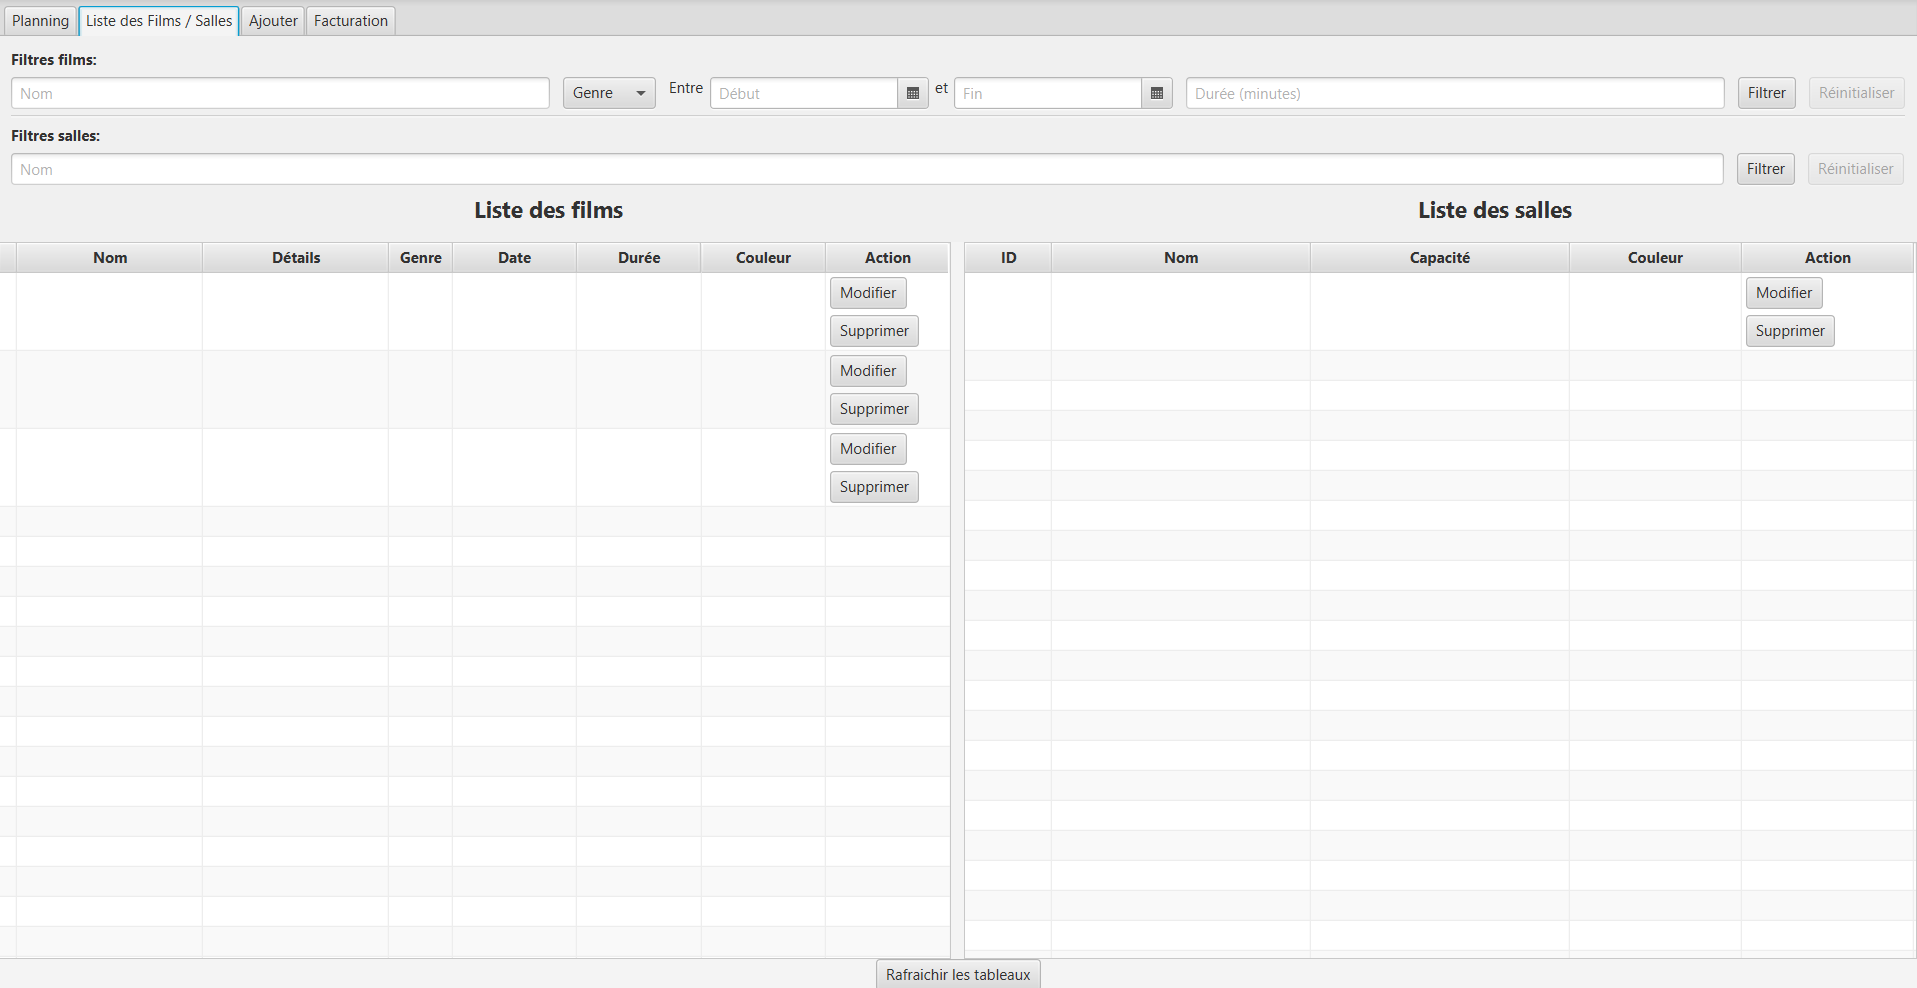 Planning Liste des Films / Salles Ajouter Facturation
Filtres films:
Nom Genre Entre Début et Fin Durée (minutes) Filtrer Réinitialiser
Filtres salles:
Nom Filtrer Réinitialiser
Liste des films Liste des salles
Nom Détails Genre Date Durée Couleur Action ID Nom Capacité Couleur Action
Modifier Modifier
Supprimer Supprimer
Modifier
Supprimer
Modifier
Supprimer
Rafraichir les tableaux